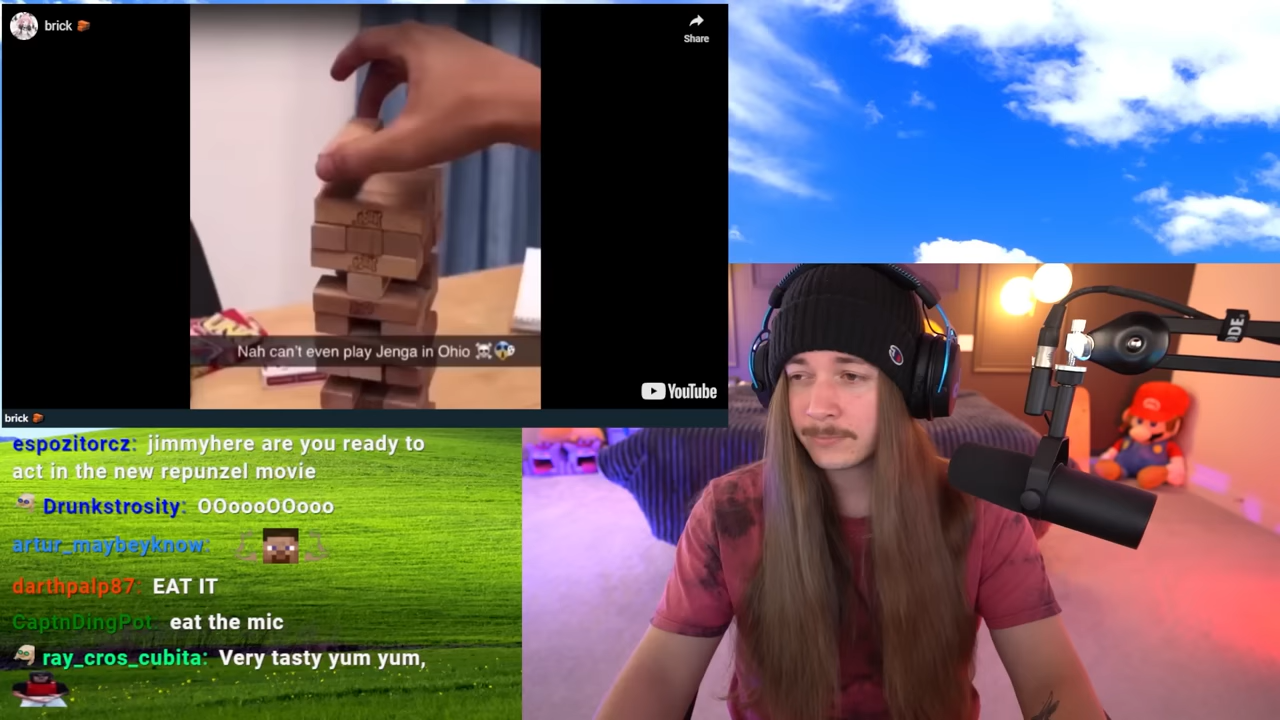 brick
Share
Nah can't even play Jenga in Ohio
YouTube
brick
espozitorcz: jimmyhere are you ready to
act in the new repunzel movie
Drunkstrosity: OOoooOOooo
artur_maybeyknow:
darthpalp87: EAT IT
CaptnDingPot: eat the mic
ray_cros_cubita: Very tasty yum yum,